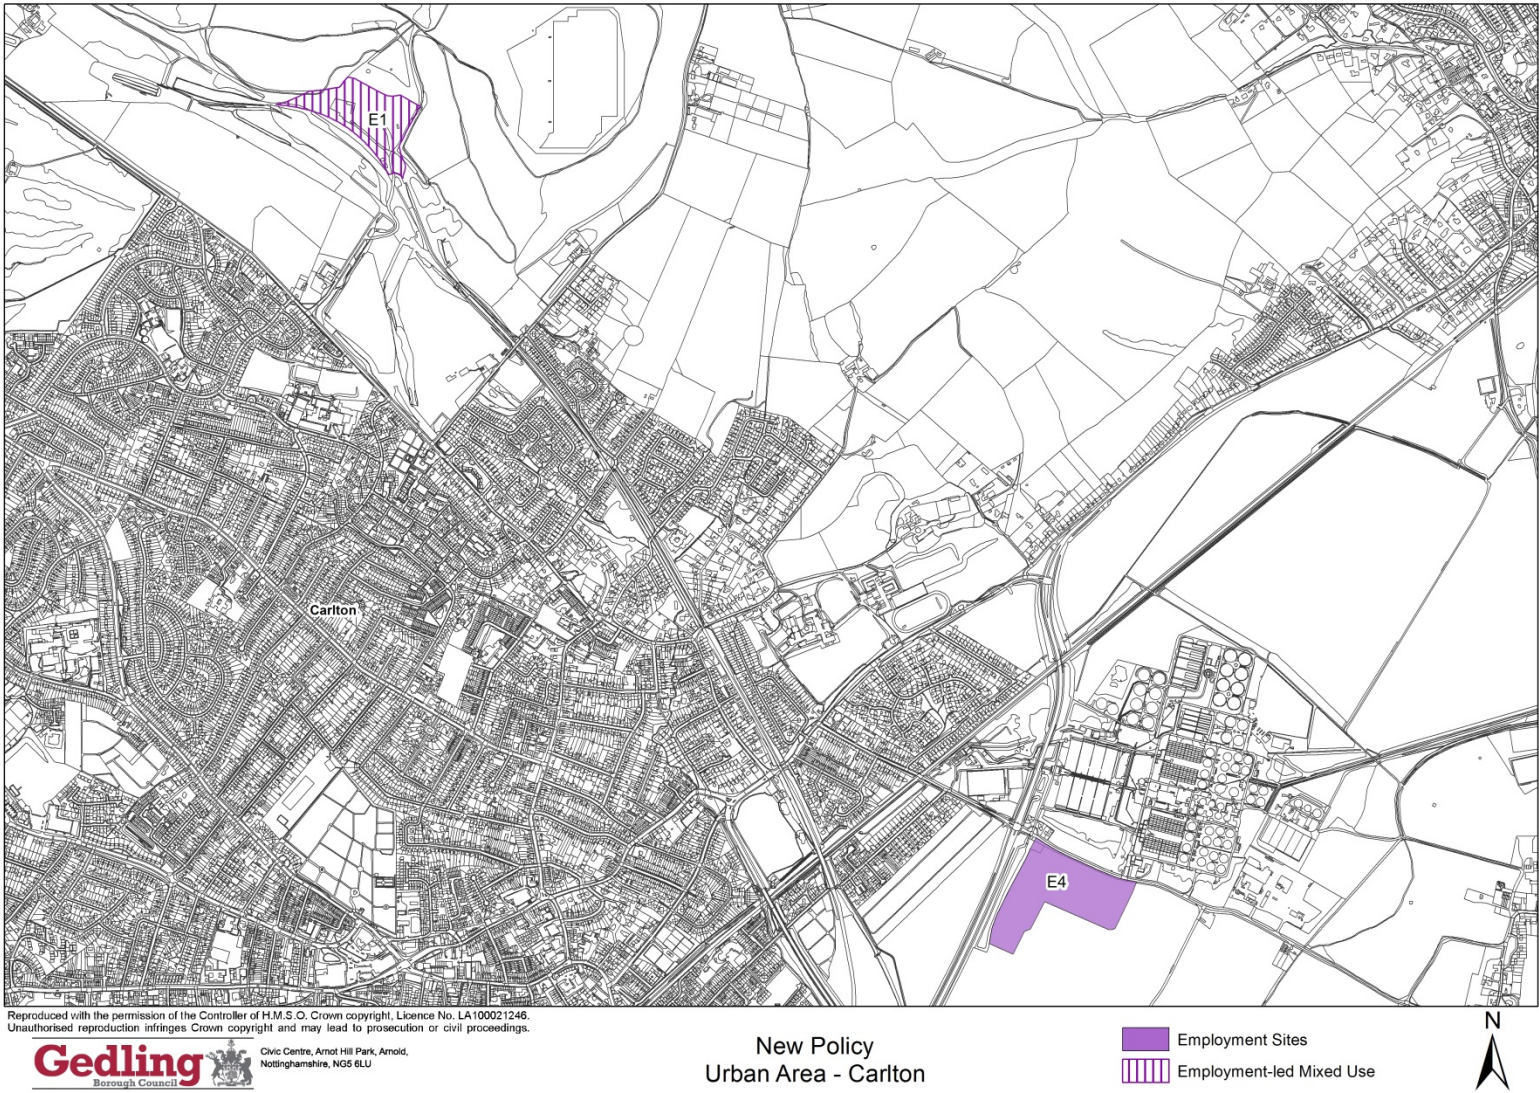 E1
Carlton
E4
Reproduced with the permission of the Controller of H.M.S.O. Crown copyright, Licence No. LA100021246.
Unauthorised reproduction infringes Crown copyright and may lead to prosecution or civil proceedings.
Gedling
Borough Council
Civic Centre, Arnot Hill Park, Arnold,
Nottinghamshire, NG5 6LU
New Policy
Urban Area - Carlton
Employment Sites
Employment-led Mixed Use
N